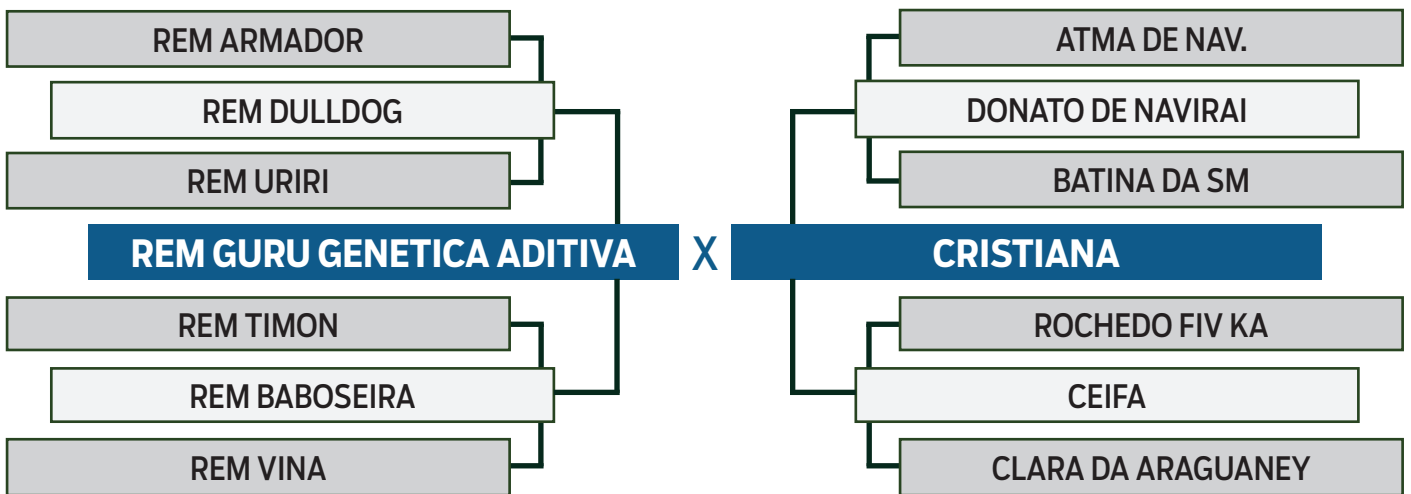 REM ARMADOR
REM DULLDOG
REM URIRI
REM GURU GENETICA ADITIVA
REM TIMON
REM BABOSEIRA
REM VINA
X
ATMA DE NAV.
DONATO DE NAVIRAI
BATINA DA SM
CRISTIANA
ROCHEDO FIV KA
CEIFA
CLARA DA ARAGUANEY